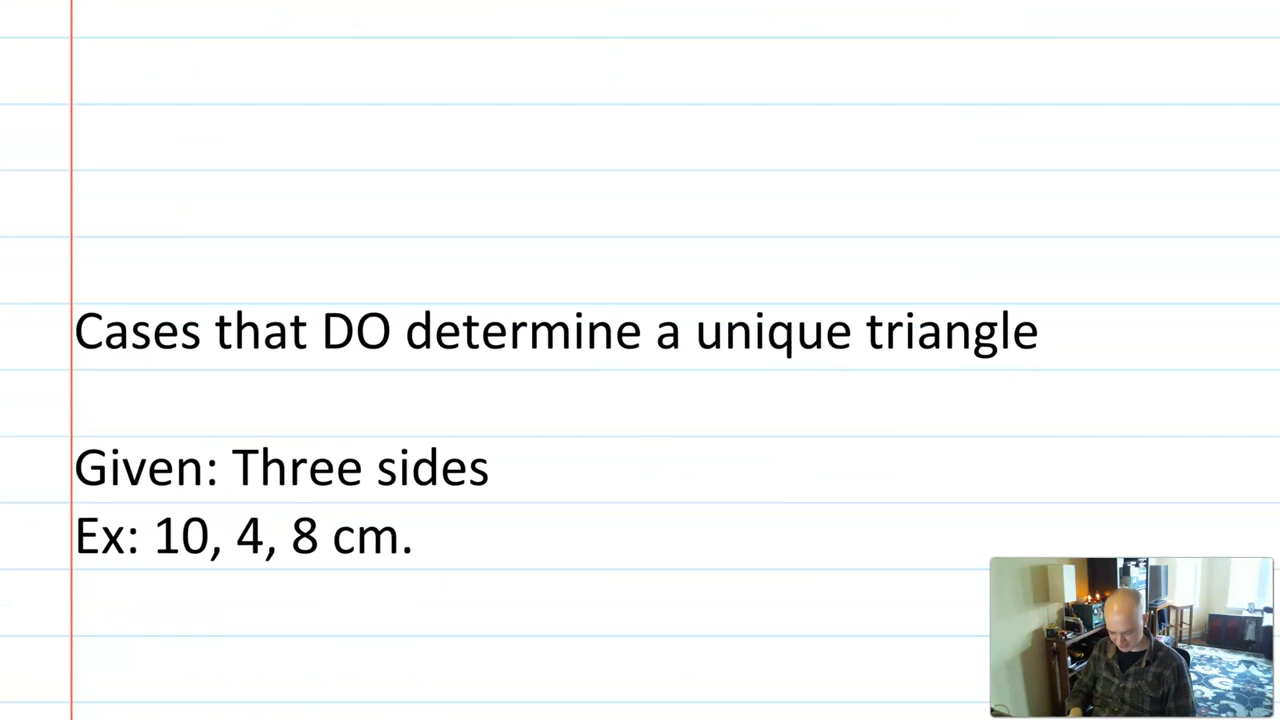 Cases that DO determine a unique triangle
Given: Three sides
Ex: 10, 4, 8 cm.